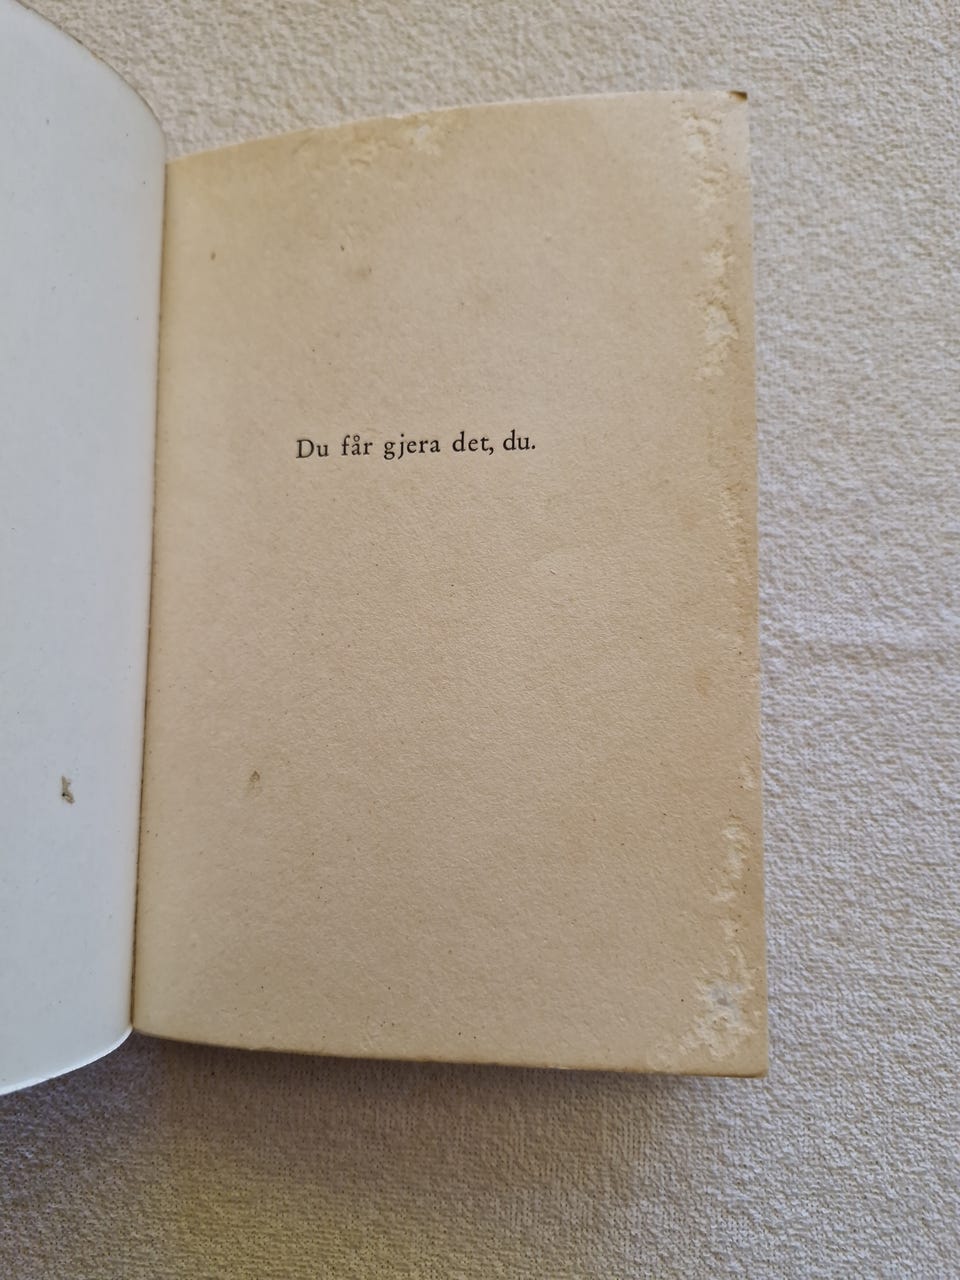 Du får gjera det, du.